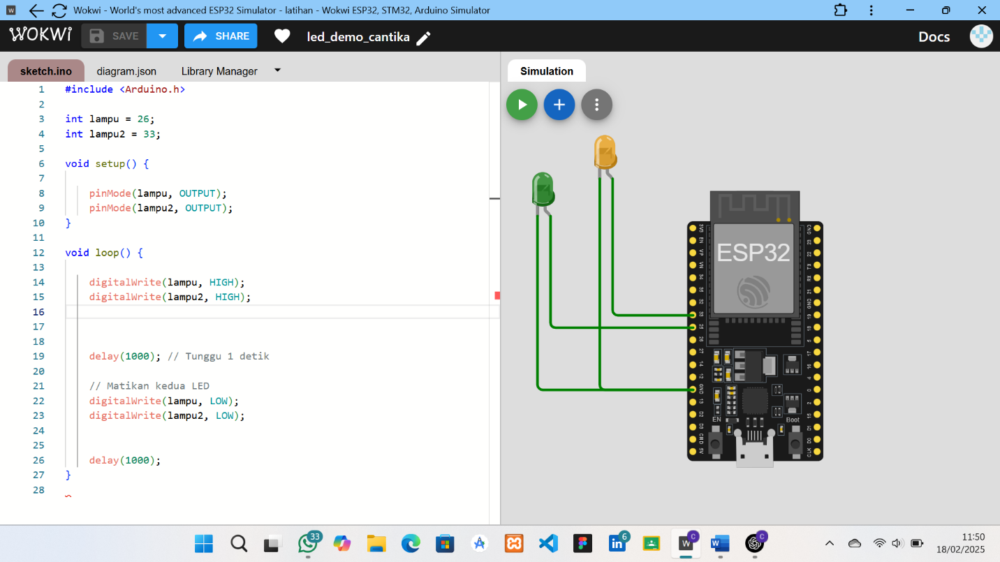 Wokwi - World's most advanced ESP32 Simulator - latihan - Wokwi ESP32, STM32, Arduino Simulator
WOKWI SAVE SHARE led_demo_cantika Docs
sketch.ino diagram.json Library Manager Simulation
1 #include <Arduino.h>
2
3 int lampu = 26;
4 int lampu2 = 33;
5
6 void setup() {
7
8 pinMode(lampu, OUTPUT);
9 pinMode(lampu2, OUTPUT);
10 }
11
12 void loop() {
13
14 digitalWrite(lampu, HIGH);
15 digitalWrite(lampu2, HIGH);
16
17
18
19 delay(1000); // Tunggu 1 detik
20
21 // Matikan kedua LED
22 digitalWrite(lampu, LOW);
23 digitalWrite(lampu2, LOW);
24
25
26 delay(1000);
27 }
28
ESP32
3V3
EN
VP
VN
34
35
32
33
25
26
27
14
12
GND
13
D2
D3
CMD
5V
GND
23
22
TX
RX
21
GND
19
18
5
17
16
4
0
2
15
D1
D0
CLK
EN
Boot
33
6
C
C
11:50
18/02/2025